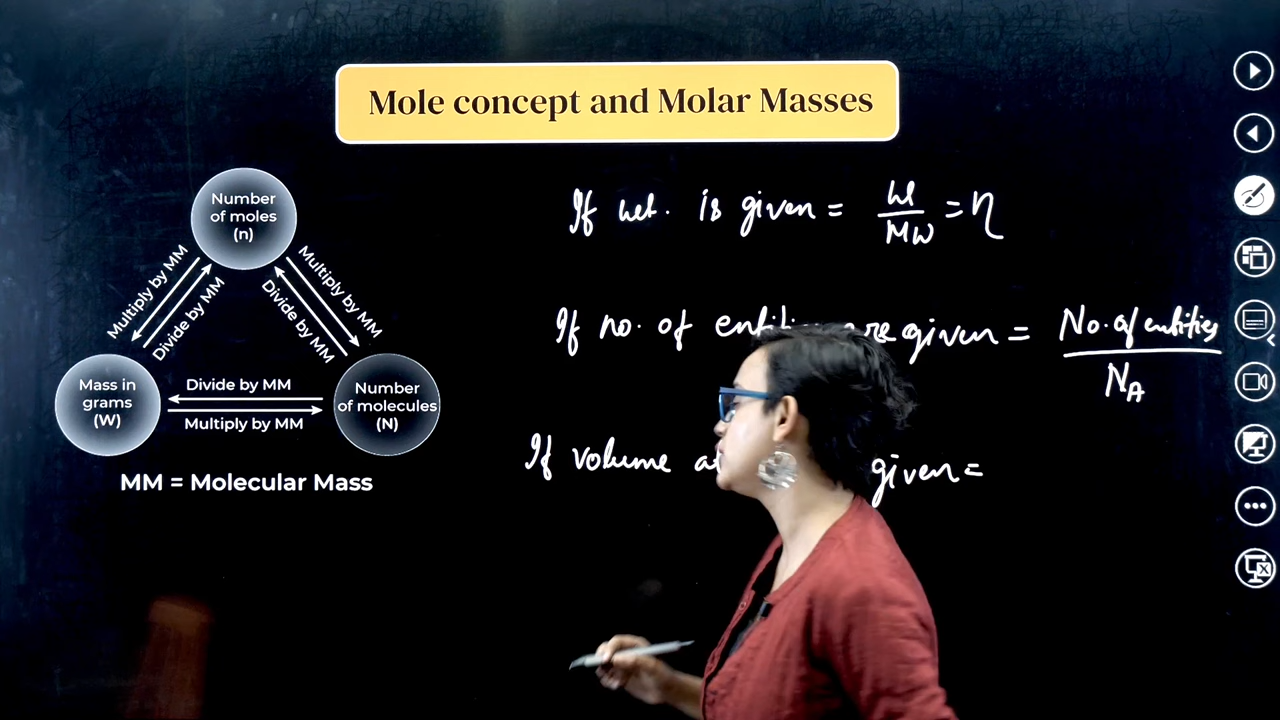 Mole concept and Molar Masses
Number
of moles
(n)
Multiply by MM
Divide by MM
Multiply by MM
Divide by MM
Mass in
grams
(W)
Divide by MM
Multiply by MM
Number
of molecules
(N)
MM = Molecular Mass
If wt. is given = W/MW = n
If no. of given = No. of entities/NA
If volume given =